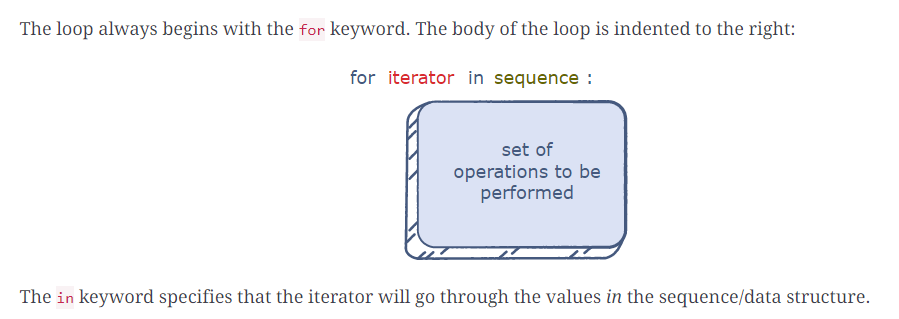 The loop always begins with the for keyword. The body of the loop is indented to the right:
for iterator in sequence :
set of
operations to be
performed
The in keyword specifies that the iterator will go through the values in the sequence/data structure.